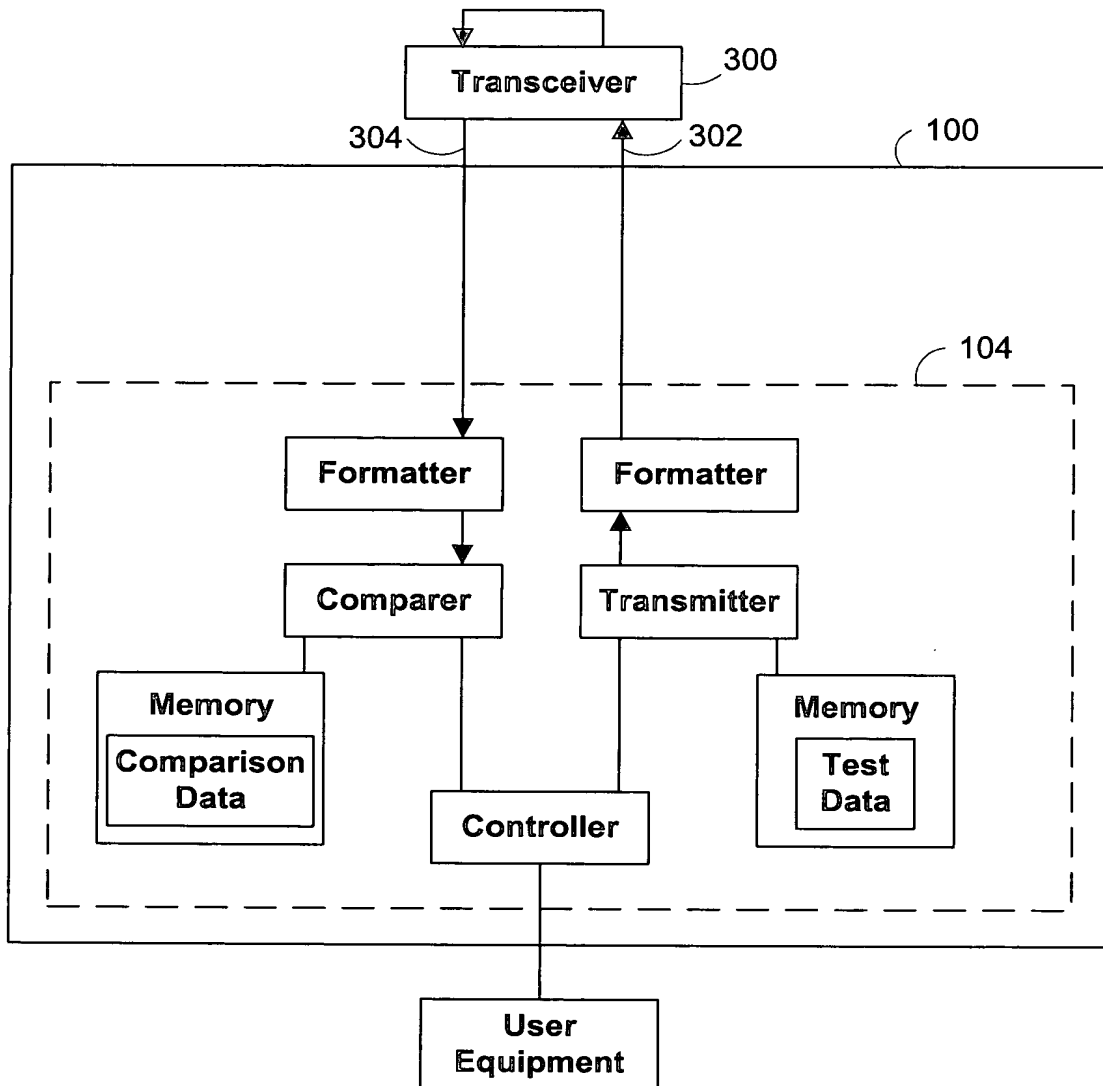 Transceiver
300
304
302
100
104
Formatter
Formatter
Comparer
Transmitter
Memory
Comparison
Data
Memory
Test
Data
Controller
User
Equipment